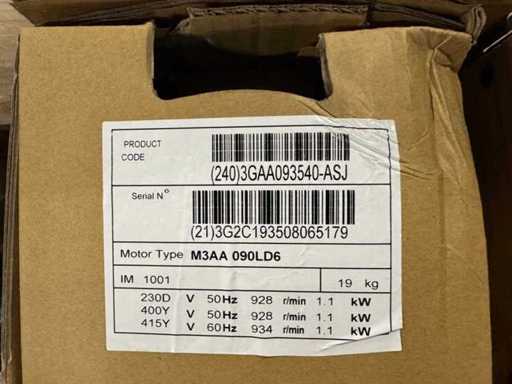 PRODUCT
CODE
(240)3GAA093540-ASJ
Serial No
(21)3G2C193508065179
Motor Type M3AA 090LD6
IM 1001 19 kg
230D V 50Hz 928 r/min 1.1 kW
400Y V 50Hz 928 r/min 1.1 kW
415Y V 60Hz 934 r/min 1.1 kW